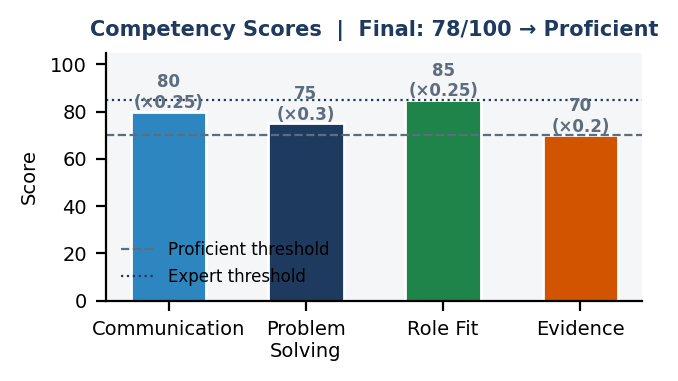 Competency Scores | Final: 78/100 → Proficient
100
80
60
40
20
0
Score
80
(×0.25)
75
(×0.3)
85
(×0.25)
70
(×0.2)
Proficient threshold
Expert threshold
Communication
Problem
Solving
Role Fit
Evidence